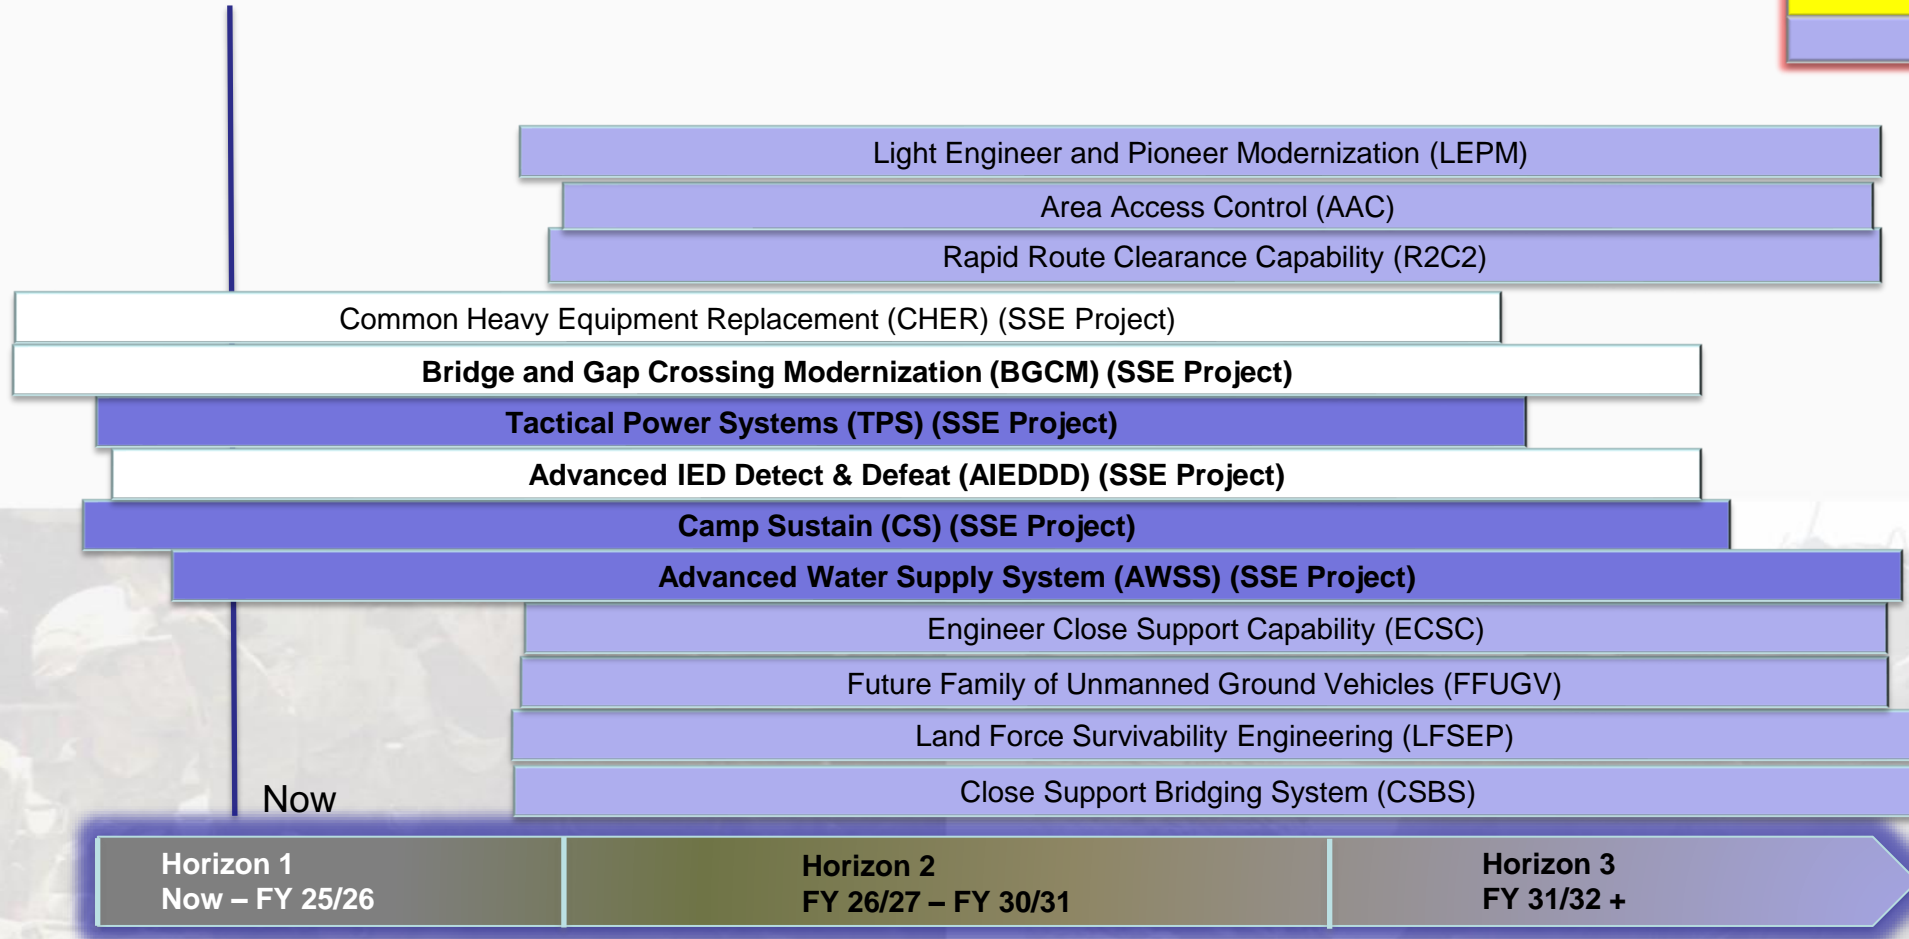 Light Engineer and Pioneer Modernization (LEPM)
Area Access Control (AAC)
Rapid Route Clearance Capability (R2C2)
Common Heavy Equipment Replacement (CHER) (SSE Project)
Bridge and Gap Crossing Modernization (BGCM) (SSE Project)
Tactical Power Systems (TPS) (SSE Project)
Advanced IED Detect & Defeat (AIEDDD) (SSE Project)
Camp Sustain (CS) (SSE Project)
Advanced Water Supply System (AWSS) (SSE Project)
Engineer Close Support Capability (ECSC)
Future Family of Unmanned Ground Vehicles (FFUGV)
Land Force Survivability Engineering (LFSEP)
Close Support Bridging System (CSBS)
Now
Horizon 1
Now – FY 25/26
Horizon 2
FY 26/27 – FY 30/31
Horizon 3
FY 31/32 +